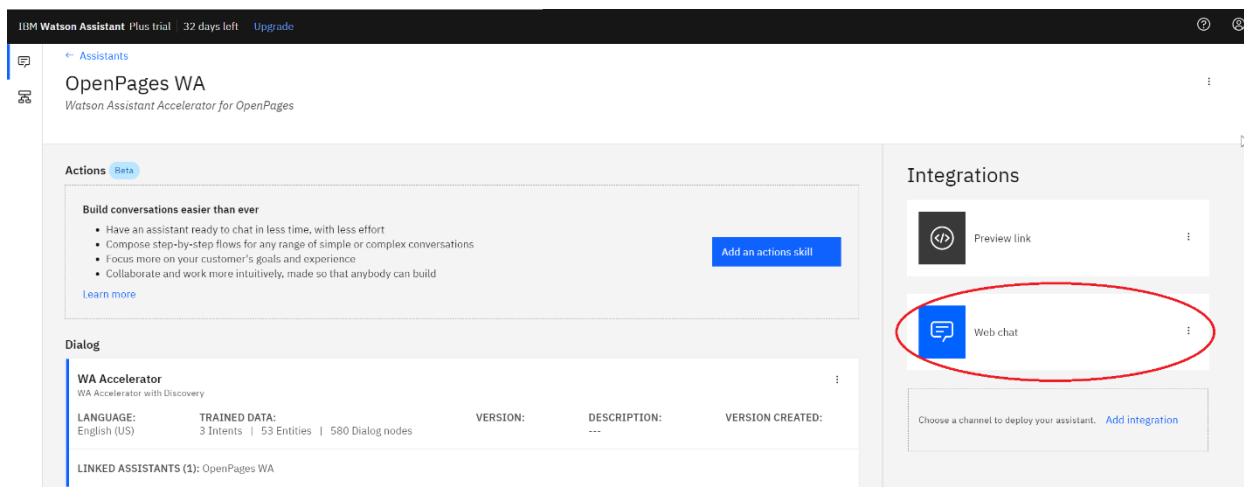 IBM Watson Assistant Plus trial 32 days left Upgrade
← Assistants
OpenPages WA
Watson Assistant Accelerator for OpenPages
Actions Beta
Build conversations easier than ever
• Have an assistant ready to chat in less time, with less effort
• Compose step-by-step flows for any range of simple or complex conversations
• Focus more on your customer's goals and experience
• Collaborate and work more intuitively, made so that anybody can build
Add an actions skill
Learn more
Dialog
WA Accelerator
WA Accelerator with Discovery
LANGUAGE: TRAINED DATA: VERSION: DESCRIPTION: VERSION CREATED:
English (US) 3 Intents | 53 Entities | 580 Dialog nodes ---
LINKED ASSISTANTS (1): OpenPages WA
Integrations
Preview link
Web chat
Choose a channel to deploy your assistant. Add integration